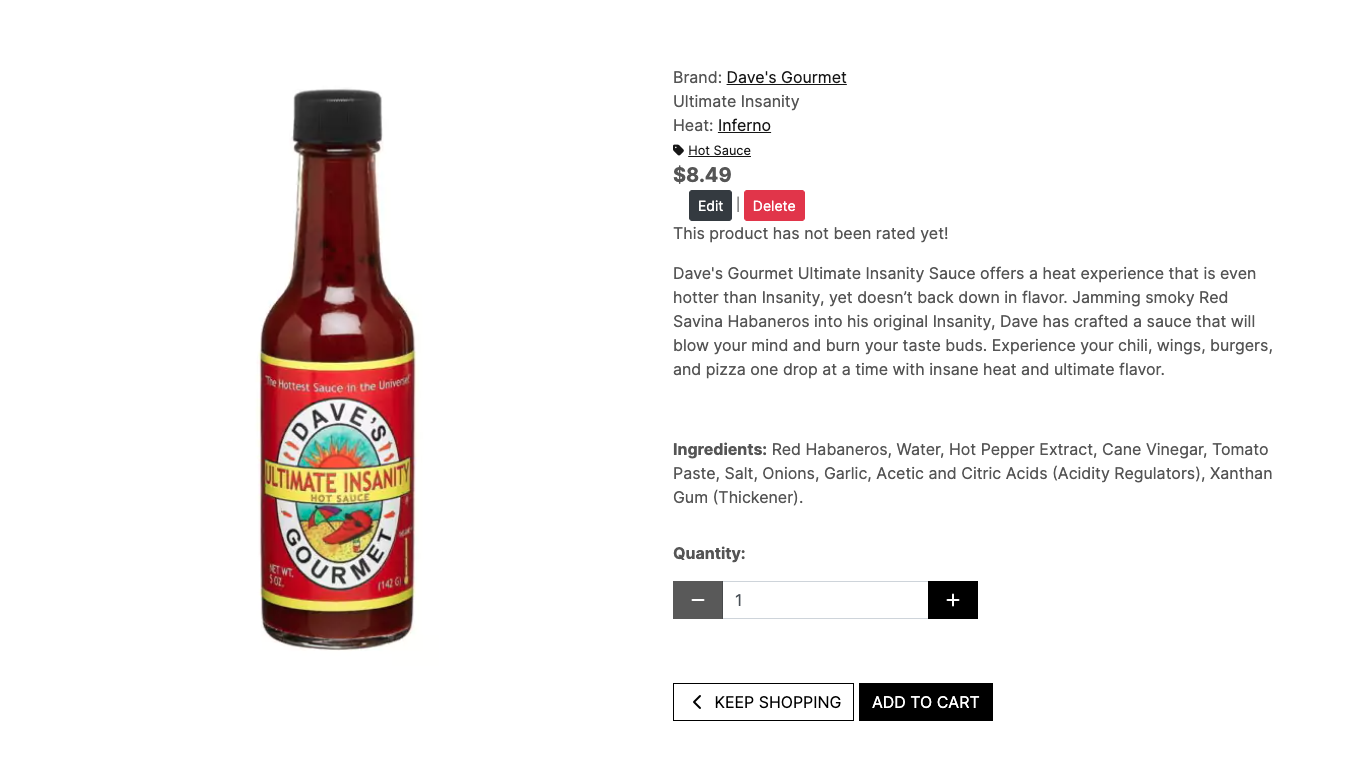 "The Hottest Sauce in the Universe"
DAVE'S
ULTIMATE INSANITY
HOT SAUCE
GOURMET
NET WT.
5 OZ.
(142 G)
Brand: Dave's Gourmet
Ultimate Insanity
Heat: Inferno
Hot Sauce
$8.49
Edit | Delete
This product has not been rated yet!
Dave's Gourmet Ultimate Insanity Sauce offers a heat experience that is even
hotter than Insanity, yet doesn’t back down in flavor. Jamming smoky Red
Savina Habaneros into his original Insanity, Dave has crafted a sauce that will
blow your mind and burn your taste buds. Experience your chili, wings, burgers,
and pizza one drop at a time with insane heat and ultimate flavor.
Ingredients: Red Habaneros, Water, Hot Pepper Extract, Cane Vinegar, Tomato
Paste, Salt, Onions, Garlic, Acetic and Citric Acids (Acidity Regulators), Xanthan
Gum (Thickener).
Quantity:
1
KEEP SHOPPING
ADD TO CART